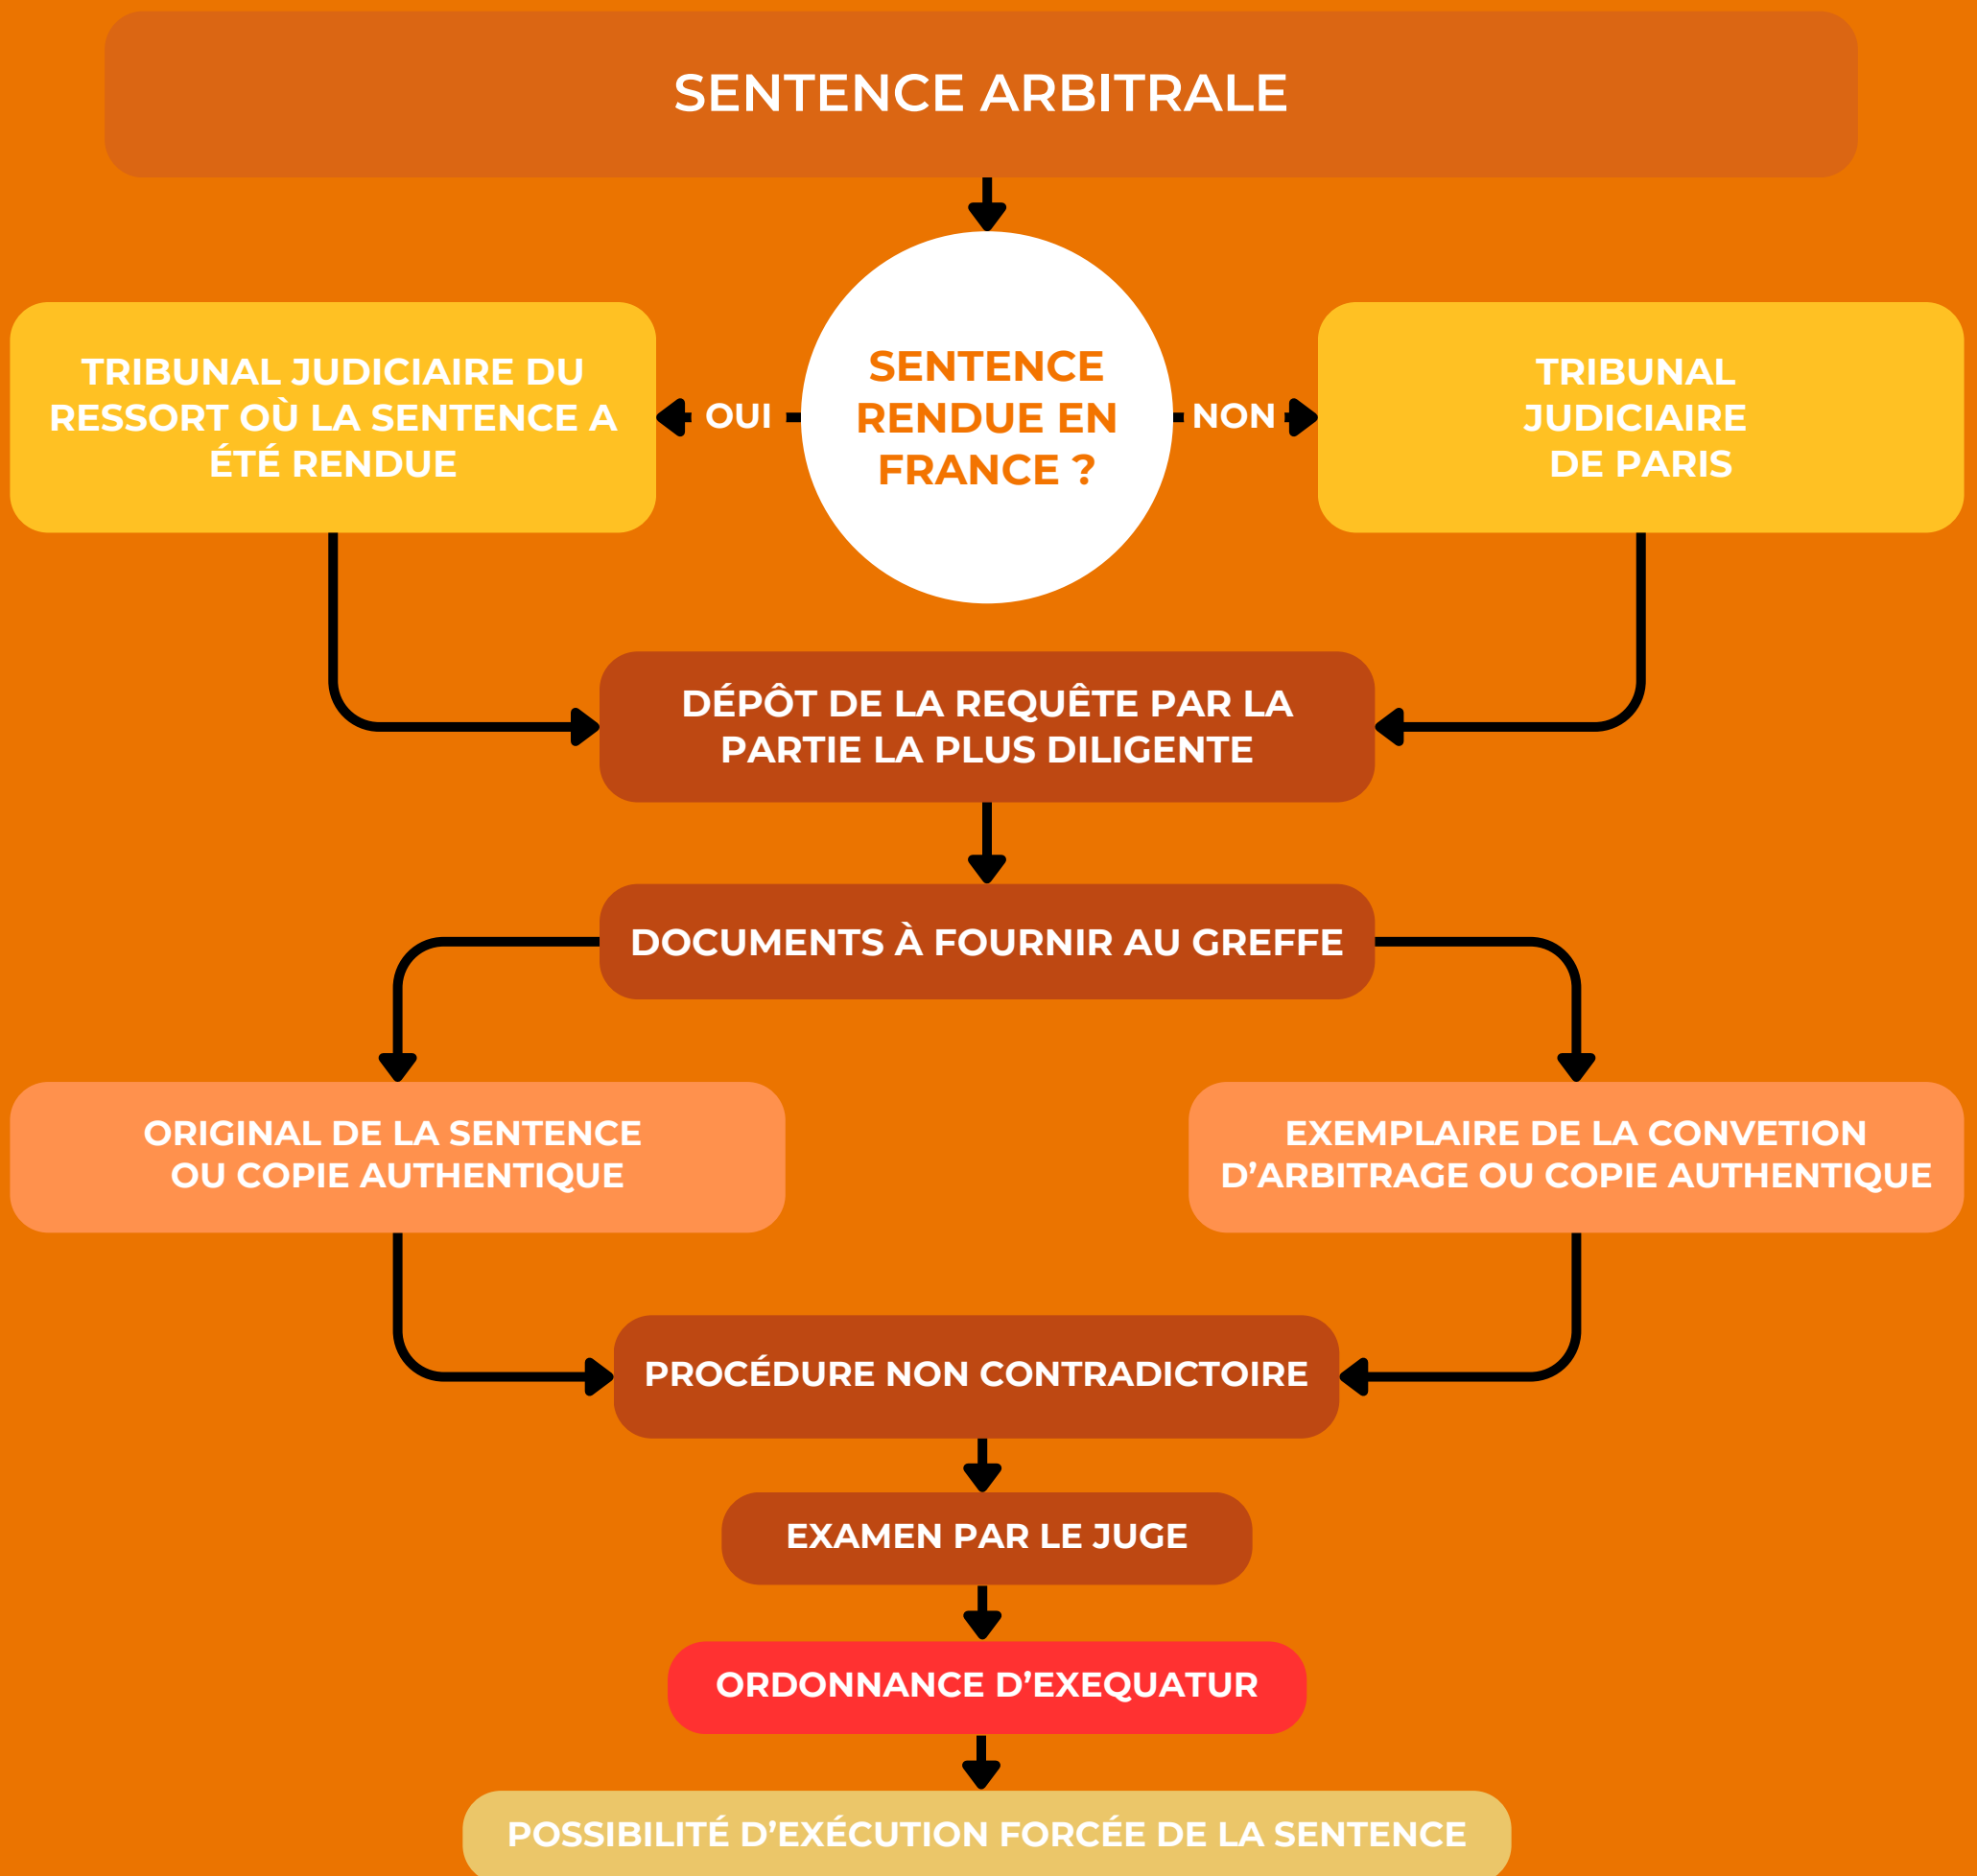 SENTENCE ARBITRALE
SENTENCE
RENDUE EN
FRANCE ?
OUI
NON
TRIBUNAL JUDICIAIRE DU
RESSORT OÙ LA SENTENCE A
ÉTÉ RENDUE
TRIBUNAL
JUDICIAIRE
DE PARIS
DÉPÔT DE LA REQUÊTE PAR LA
PARTIE LA PLUS DILIGENTE
DOCUMENTS À FOURNIR AU GREFFE
ORIGINAL DE LA SENTENCE
OU COPIE AUTHENTIQUE
EXEMPLAIRE DE LA CONVETION
D’ARBITRAGE OU COPIE AUTHENTIQUE
PROCÉDURE NON CONTRADICTOIRE
EXAMEN PAR LE JUGE
ORDONNANCE D’EXEQUATUR
POSSIBILITÉ D’EXÉCUTION FORCÉE DE LA SENTENCE